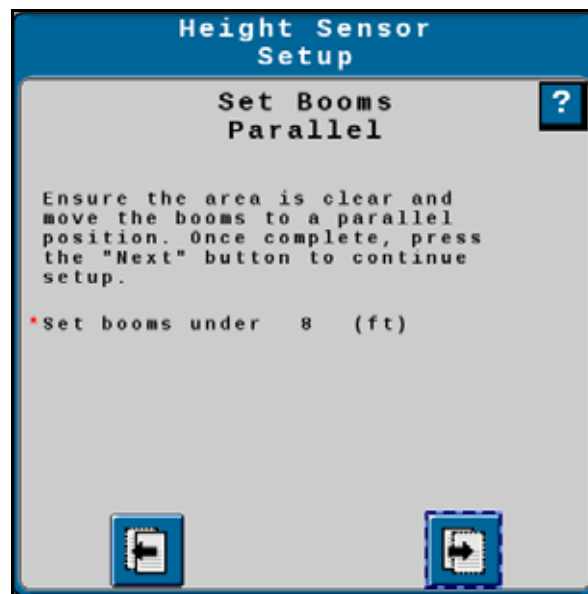 Height Sensor
Setup
Set Booms
Parallel
?
Ensure the area is clear and
move the booms to a parallel
position. Once complete, press
the "Next" button to continue
setup.
*Set booms under 8 (ft)